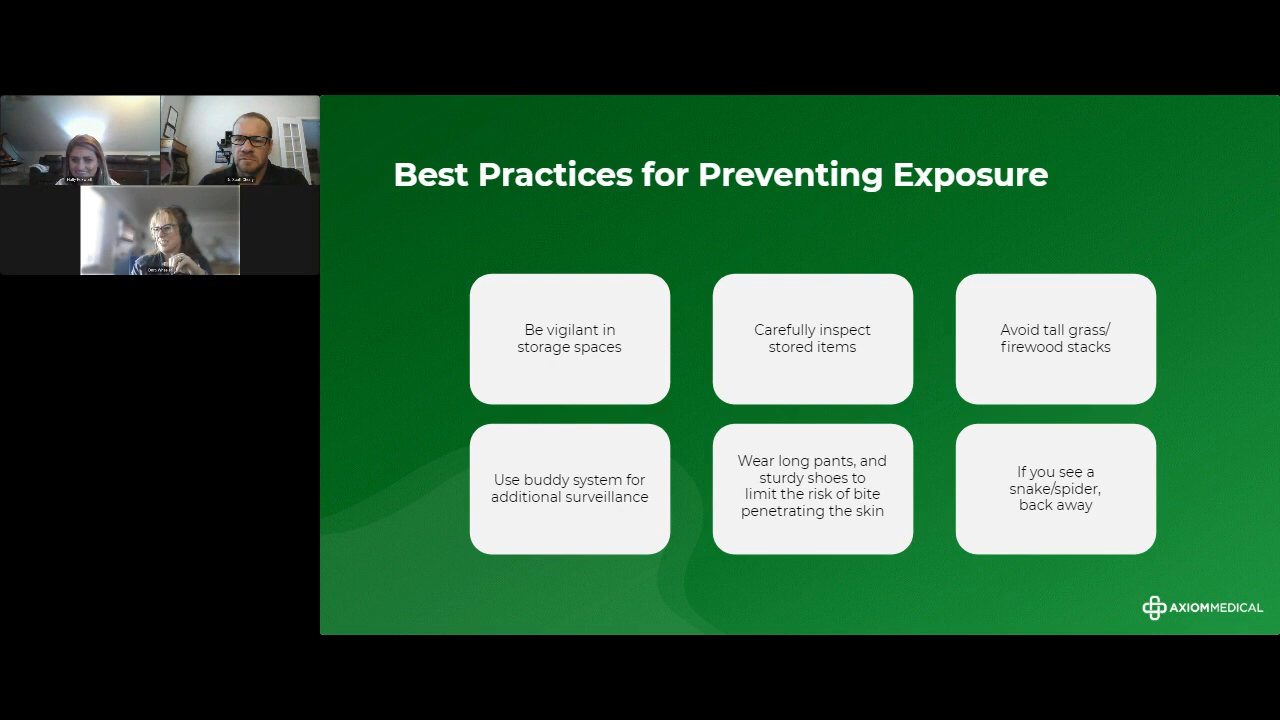 Best Practices for Preventing Exposure
Be vigilant in
storage spaces
Carefully inspect
stored items
Avoid tall grass/
firewood stacks
Use buddy system for
additional surveillance
Wear long pants, and
sturdy shoes to
limit the risk of bite
penetrating the skin
If you see a
snake/spider,
back away
AXIOMMEDICAL